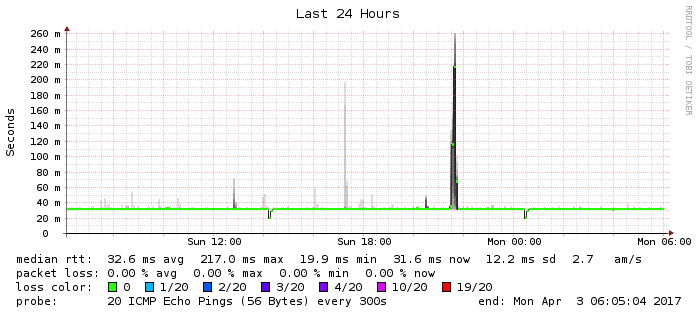 Last 24 Hours
RRDTOOL / TOBI OETIKER
Seconds
260 m
240 m
220 m
200 m
180 m
160 m
140 m
120 m
100 m
80 m
60 m
40 m
20 m
0
Sun 12:00 Sun 18:00 Mon 00:00 Mon 06:00
median rtt: 32.6 ms avg 217.0 ms max 19.9 ms min 31.6 ms now 12.2 ms sd 2.7 am/s
packet loss: 0.00 % avg 0.00 % max 0.00 % min 0.00 % now
loss color: 0 1/20 2/20 3/20 4/20 10/20 19/20
probe: 20 ICMP Echo Pings (56 Bytes) every 300s end: Mon Apr 3 06:05:04 2017